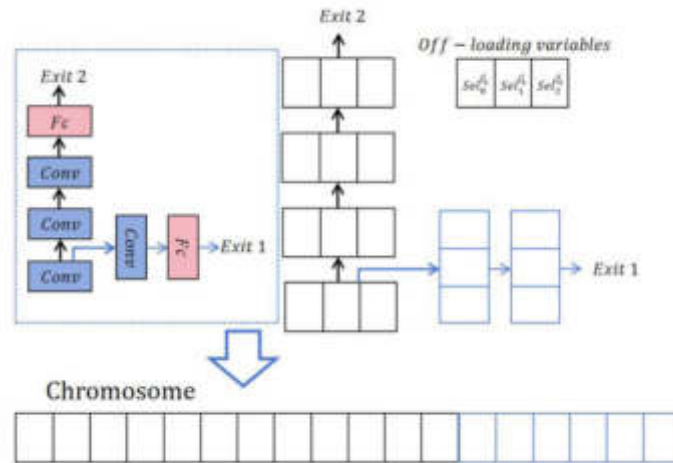 Exit 2
Off - loading variables
Exit 2
Fc
Conv
Conv
Conv
Conv
Fc
Exit 1
Exit 1
Chromosome